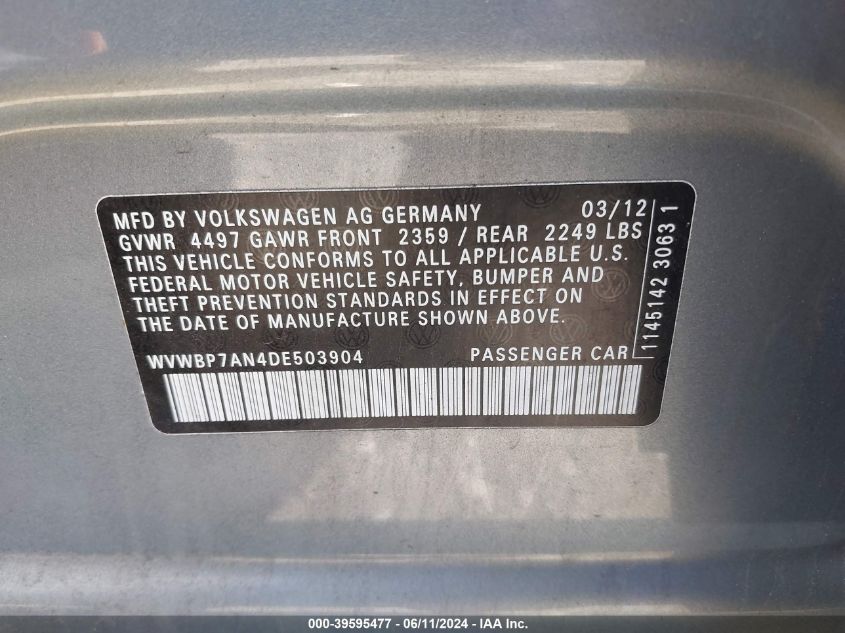 MFD BY VOLKSWAGEN AG GERMANY 03/12
GVWR 4497 GAWR FRONT 2359 / REAR 2249 LBS
THIS VEHICLE CONFORMS TO ALL APPLICABLE U.S.
FEDERAL MOTOR VEHICLE SAFETY, BUMPER AND
THEFT PREVENTION STANDARDS IN EFFECT ON
THE DATE OF MANUFACTURE SHOWN ABOVE.
WVWBP7AN4DE503904 PASSENGER CAR
1145142 3063 1
000-39595477 - 06/11/2024 - IAA Inc.